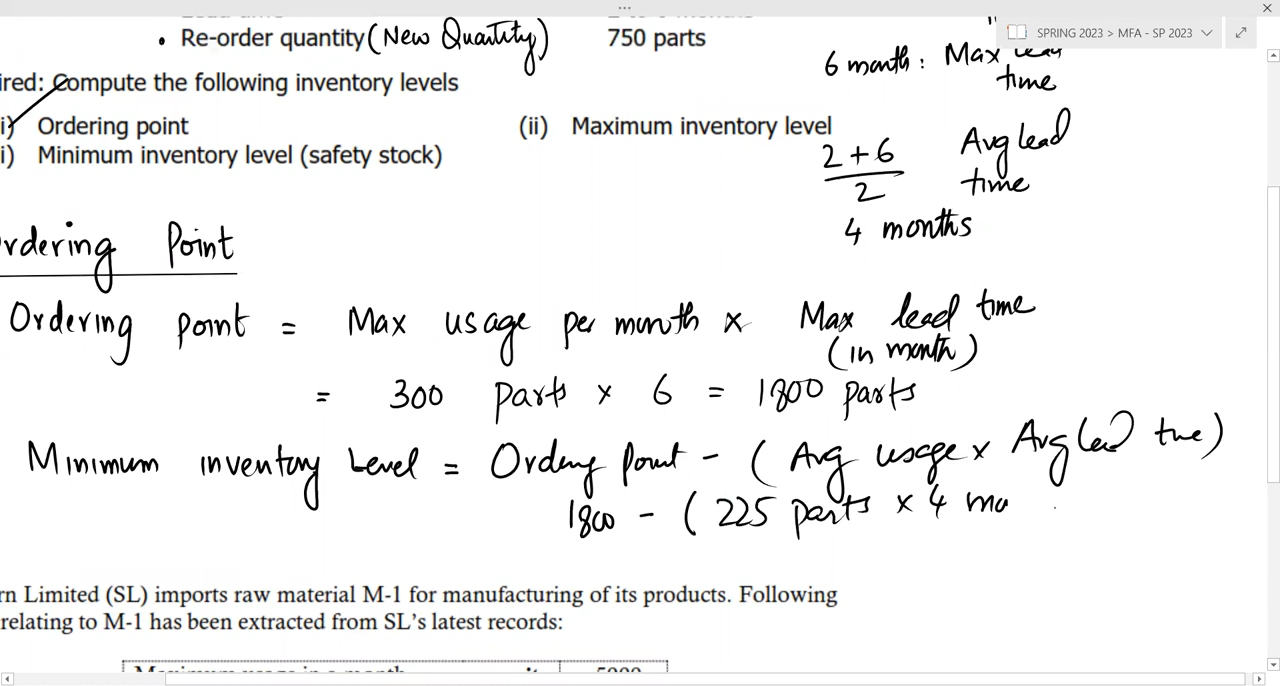 SPRING 2023 > MFA - SP 2023
• Re-order quantity (New Quantity) 750 parts
6 month : Max lead time
ired: Compute the following inventory levels
i) Ordering point (ii) Maximum inventory level
i) Minimum inventory level (safety stock)
2 + 6 / 2 Avg lead time
4 months
rdering Point
Ordering point = Max usage per month × Max lead time
(in month)
= 300 parts × 6 = 1800 parts
Minimum inventory Level = Ordering point - ( Avg usage × Avg lead time )
1800 - ( 225 parts × 4 mo
rn Limited (SL) imports raw material M-1 for manufacturing of its products. Following
relating to M-1 has been extracted from SL's latest records: